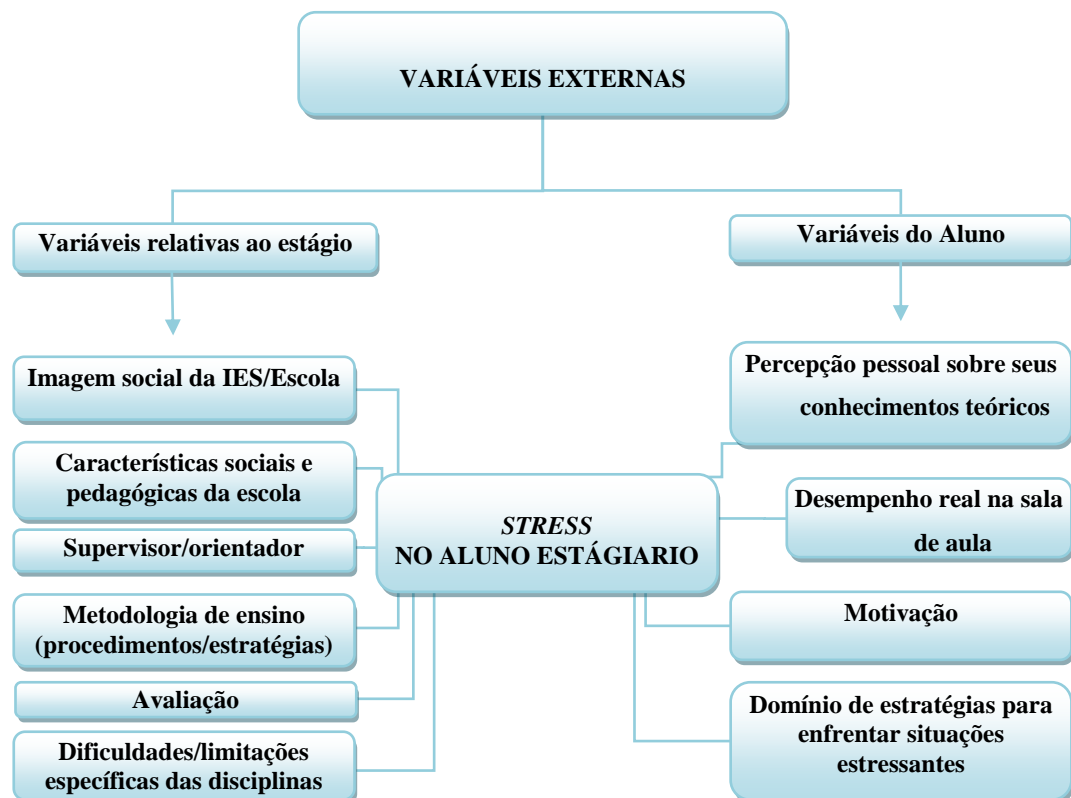 VARIÁVEIS EXTERNAS
Variáveis relativas ao estágio
Variáveis do Aluno
Imagem social da IES/Escola
Características sociais e
pedagógicas da escola
Supervisor/orientador
Metodologia de ensino
(procedimentos/estratégias)
Avaliação
Dificuldades/limitações
específicas das disciplinas
STRESS
NO ALUNO ESTÁGIARIO
Percepção pessoal sobre seus
conhecimentos teóricos
Desempenho real na sala
de aula
Motivação
Domínio de estratégias para
enfrentar situações
estressantes